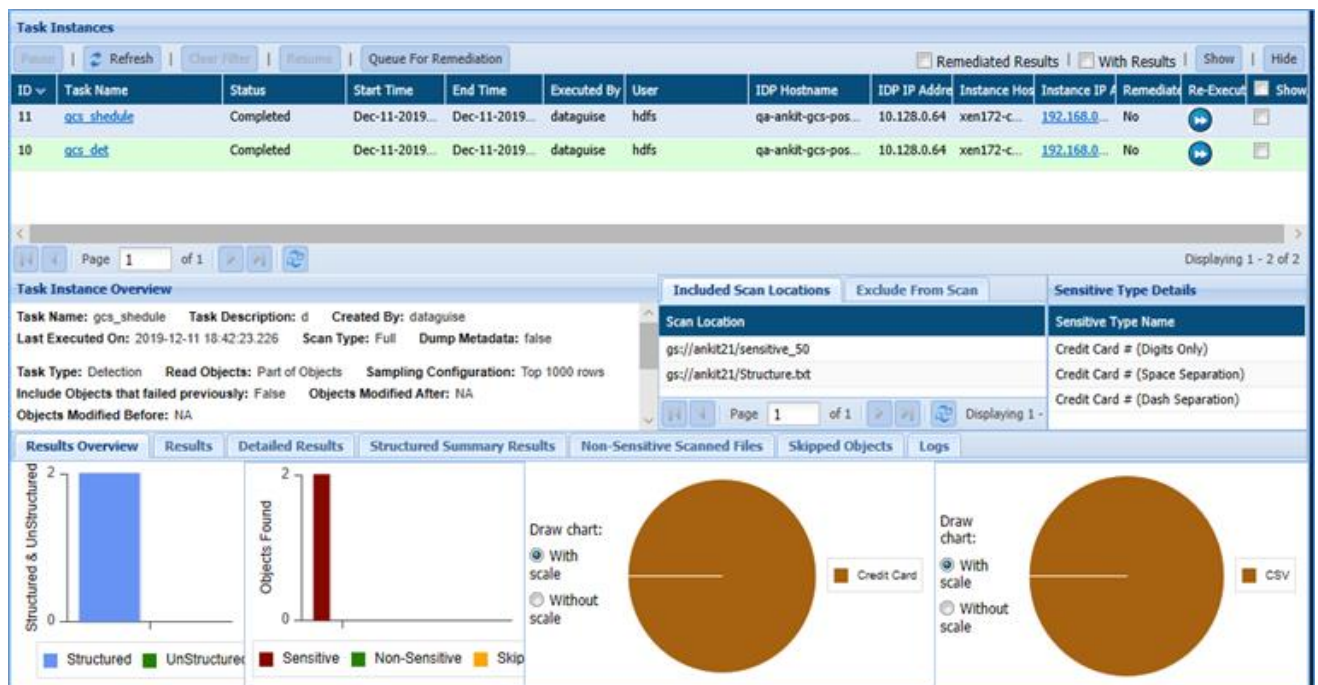 Task Instances
Pause | Refresh | Clear Filter | Resume | Queue For Remediation Remediated Results | With Results | Show | Hide
ID Task Name Status Start Time End Time Executed By User IDP Hostname IDP IP Addre Instance Hos Instance IP A Remediate Re-Execut Show
11 gcs_shedule Completed Dec-11-2019... Dec-11-2019... dataguise hdfs qa-ankit-gcs-pos... 10.128.0.64 xen172-c... 192.168.0... No
10 gcs_det Completed Dec-11-2019... Dec-11-2019... dataguise hdfs qa-ankit-gcs-pos... 10.128.0.64 xen172-c... 192.168.0... No
Page 1 of 1 Displaying 1 - 2 of 2
Task Instance Overview
Task Name: gcs_shedule Task Description: d Created By: dataguise
Last Executed On: 2019-12-11 18:42:23.226 Scan Type: Full Dump Metadata: false
Task Type: Detection Read Objects: Part of Objects Sampling Configuration: Top 1000 rows
Include Objects that failed previously: False Objects Modified After: NA
Objects Modified Before: NA
Included Scan Locations Exclude From Scan
Scan Location
gs://ankit21/sensitive_50
gs://ankit21/Structure.txt
Page 1 of 1 Displaying 1 -
Sensitive Type Details
Sensitive Type Name
Credit Card # (Digits Only)
Credit Card # (Space Separation)
Credit Card # (Dash Separation)
Results Overview Results Detailed Results Structured Summary Results Non-Sensitive Scanned Files Skipped Objects Logs
Structured & UnStructured
2
0
Structured UnStructured
Objects Found
2
0
Sensitive Non-Sensitive Skip
Draw chart:
With
scale
Without
scale
Credit Card
Draw
chart:
With
scale
Without
scale
CSV